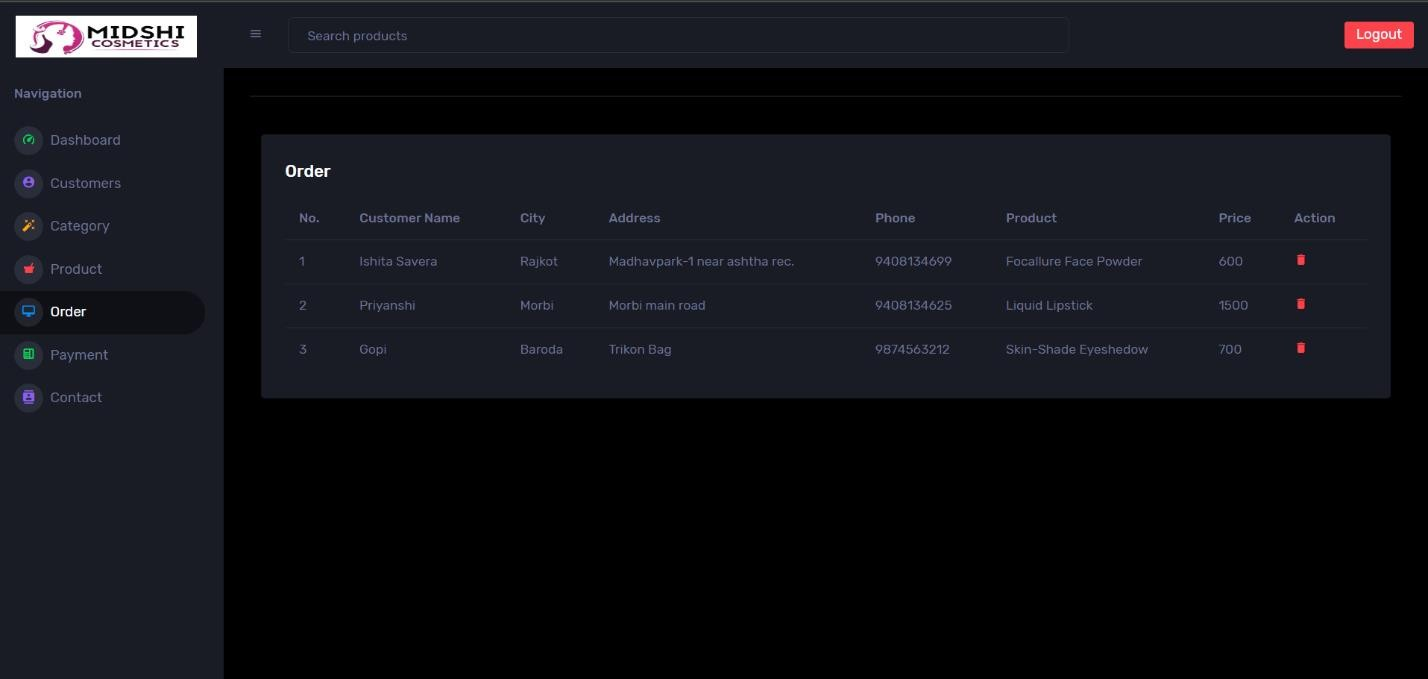 MIDSHI
COSMETICS
Search products
Logout
Navigation
Dashboard
Customers
Category
Product
Order
Payment
Contact
Order
No. Customer Name City Address Phone Product Price Action
1 Ishita Savera Rajkot Madhavpark-1 near ashtha rec. 9408134699 Focallure Face Powder 600
2 Priyanshi Morbi Morbi main road 9408134625 Liquid Lipstick 1500
3 Gopi Baroda Trikon Bag 9874563212 Skin-Shade Eyeshedow 700